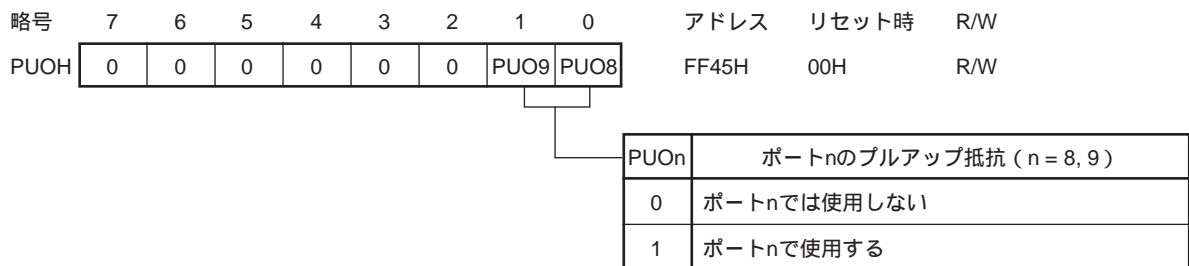 略号 7 6 5 4 3 2 1 0 アドレス リセット時 R/W
PUOH 0 0 0 0 0 0 PUO9 PUO8 FF45H 00H R/W
PUOn ポートnのプルアップ抵抗（n = 8, 9）
0 ポートnでは使用しない
1 ポートnで使用する